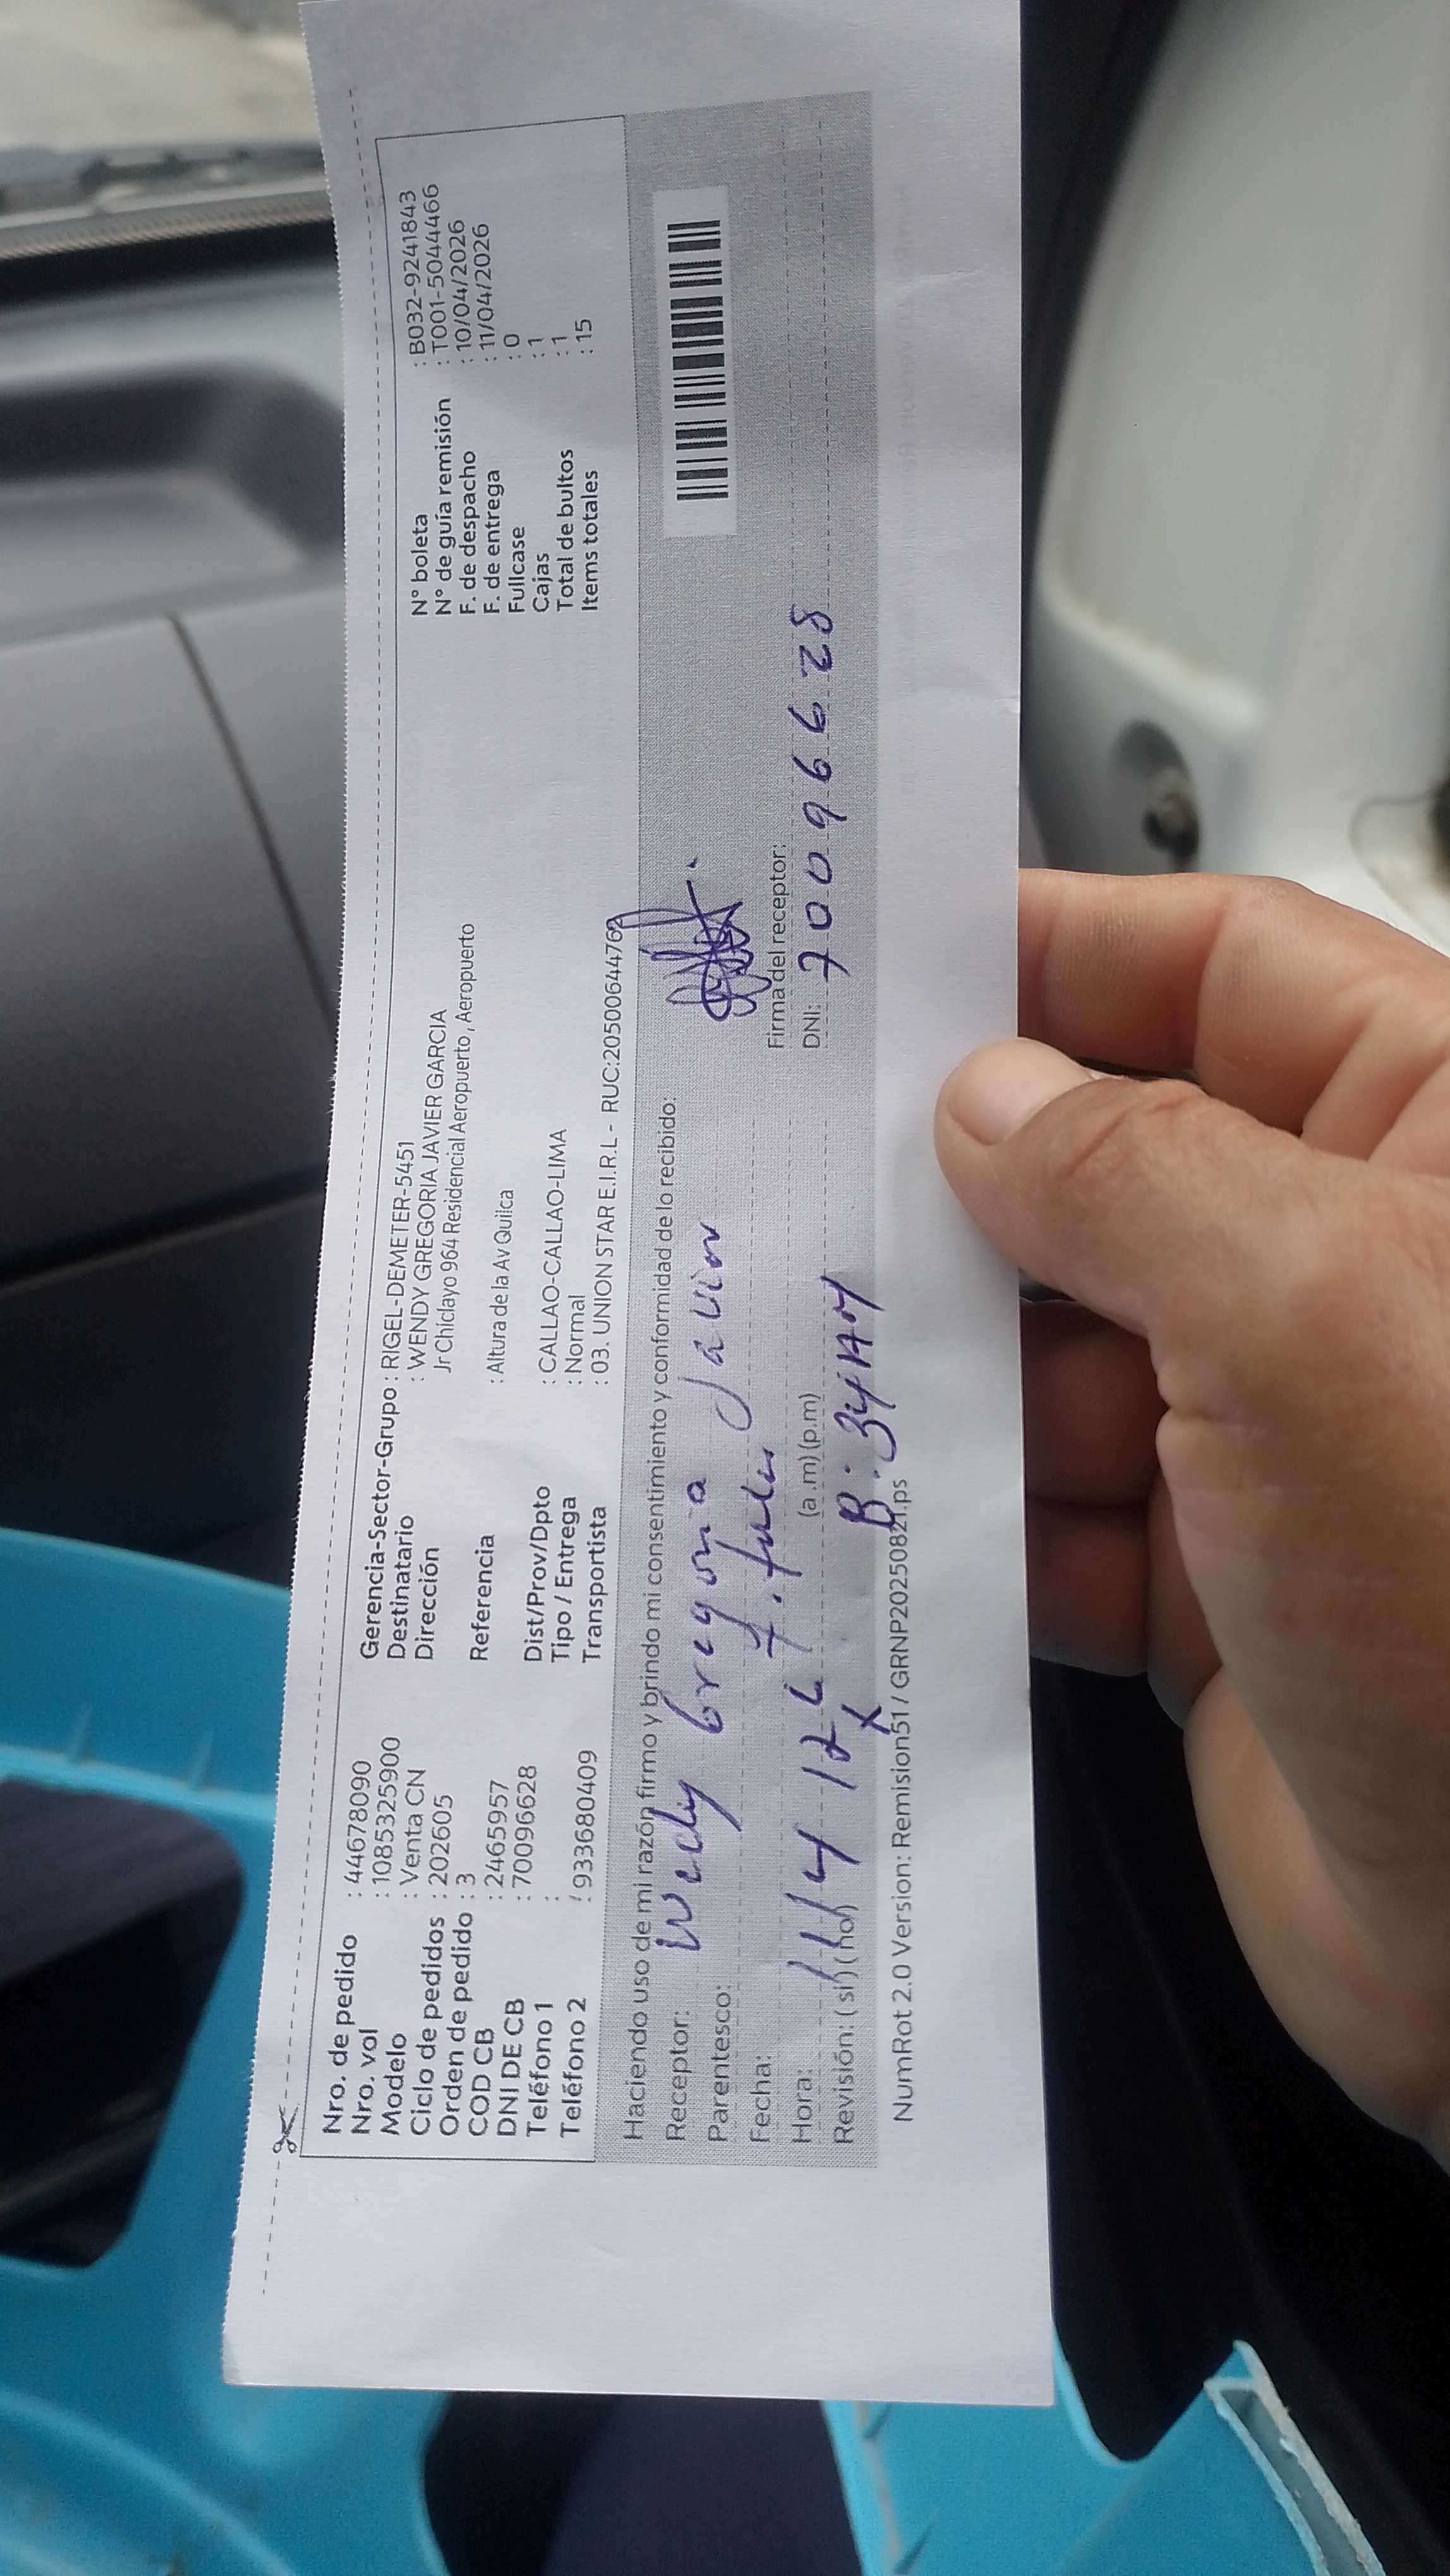 Nro. de pedido : 44678090
Nro. vol : 1085325900
Modelo : Venta CN
Ciclo de pedidos : 202605
Orden de pedido : 3
COD CB : 2465957
DNI DE CB : 70096628
Teléfono 1 :
Teléfono 2 : 933680409
Gerencia-Sector-Grupo : RIGEL-DEMETER-5451
Destinatario : WENDY GREGORIA JAVIER GARCIA
Dirección Jr Chiclayo 964 Residencial Aeropuerto , Aeropuerto
Referencia : Altura de la Av Quilca
Dist/Prov/Dpto : CALLAO-CALLAO-LIMA
Tipo / Entrega : Normal
Transportista : 03. UNION STAR E.I.R.L - RUC:20500644762
N° boleta : B032-9241843
N° de guía remisión : T001-5044466
F. de despacho : 10/04/2026
F. de entrega : 11/04/2026
Fullcase : 0
Cajas : 1
Total de bultos : 1
Items totales : 15
Haciendo uso de mi razón firmo y brindo mi consentimiento y conformidad de lo recibido:
Receptor:
Parentesco:
Fecha:
Hora: (a.m)(p.m)
Revisión: (si) (no)
Firma del receptor:
DNI: 70096628
NumRot 2.0 Version: Remision51 / GRNP20250821.ps